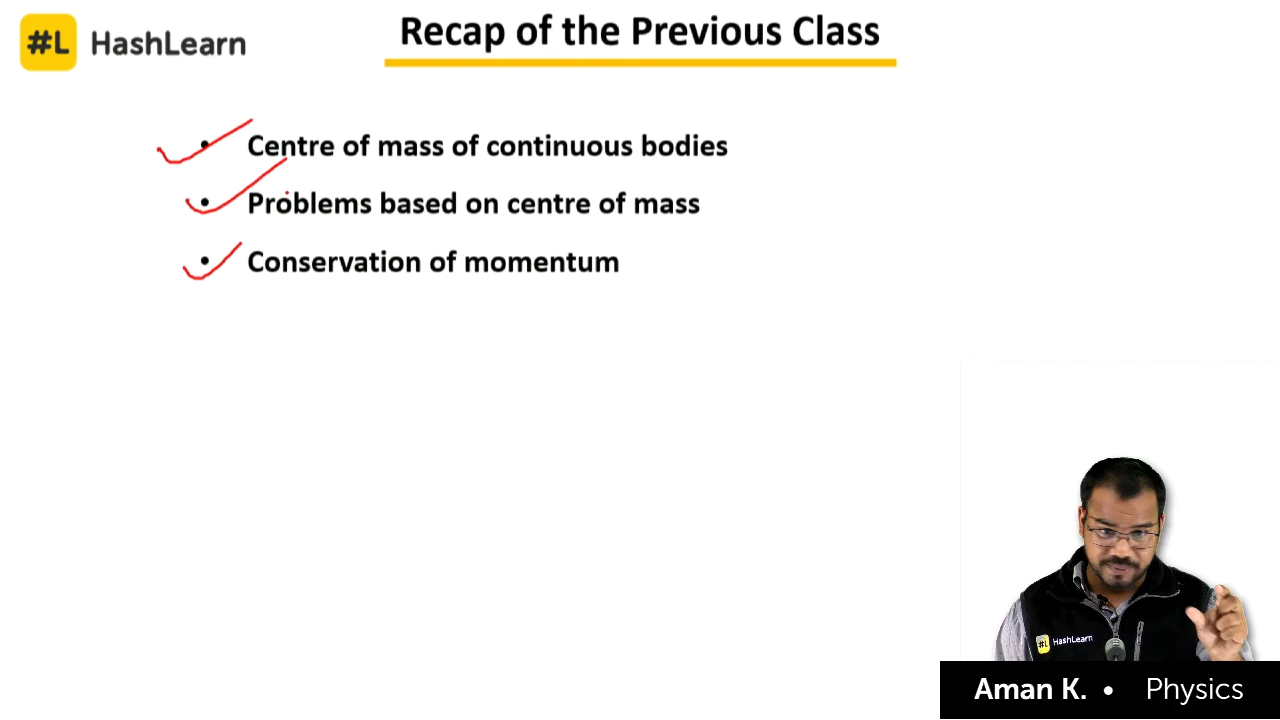 #L HashLearn
Recap of the Previous Class
• Centre of mass of continuous bodies
• Problems based on centre of mass
• Conservation of momentum
#L HashLearn
Aman K. • Physics